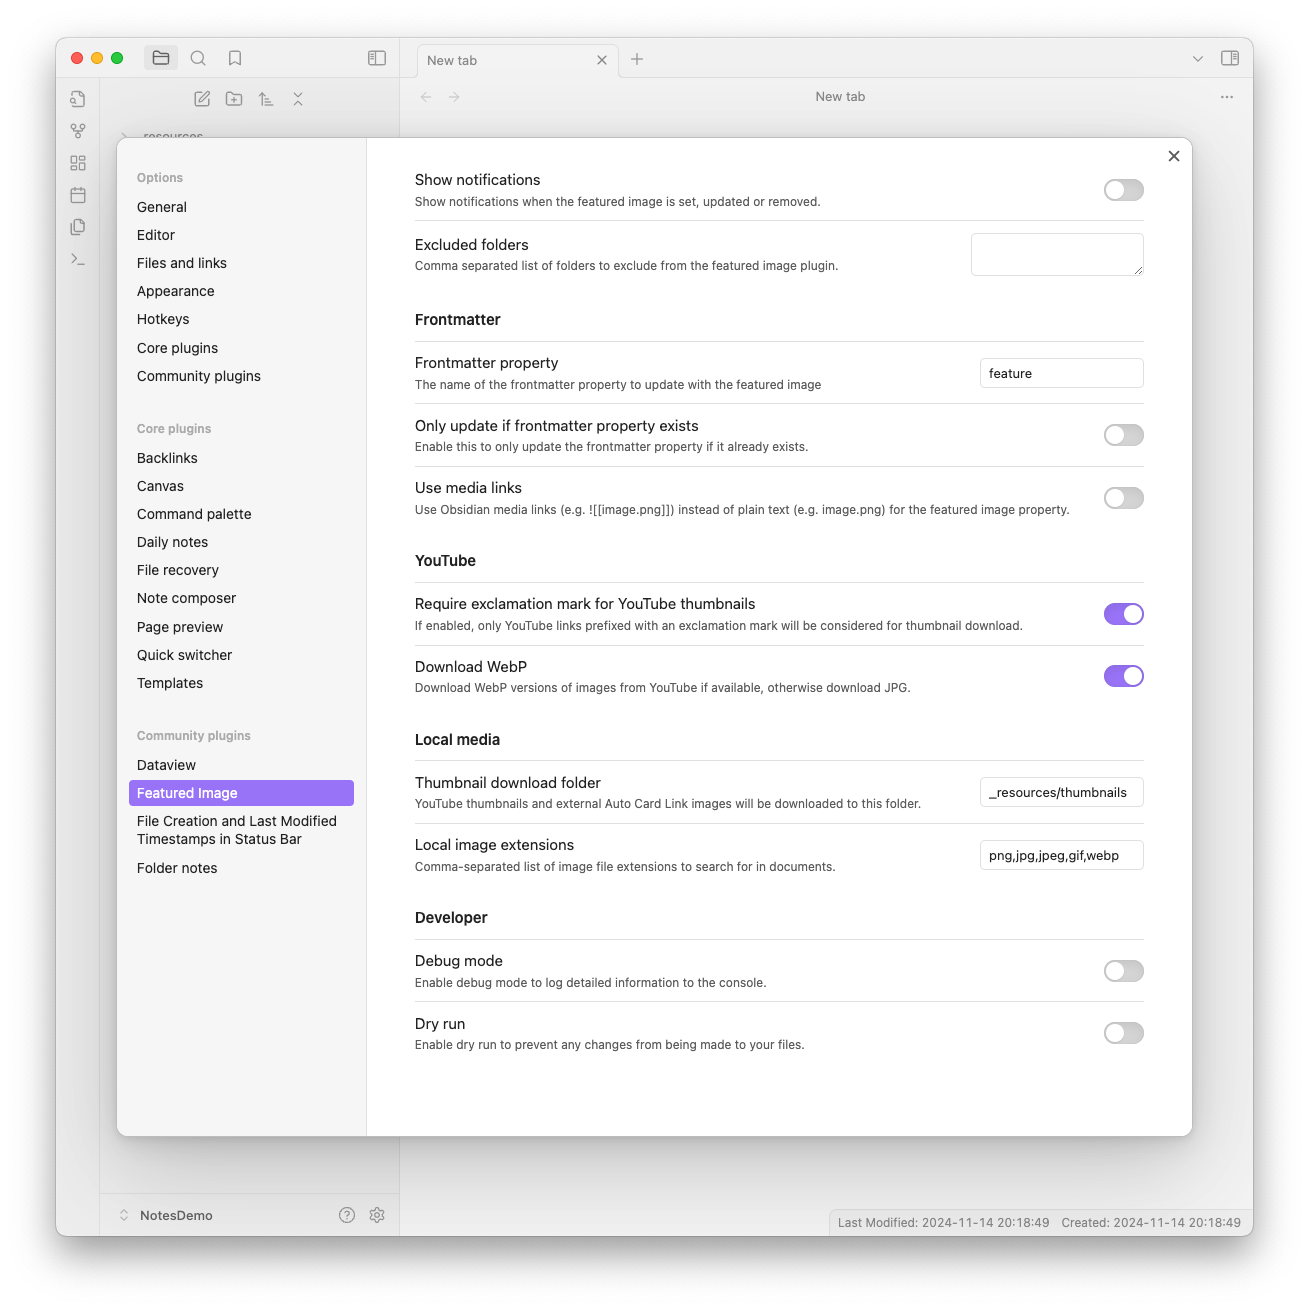 New tab
New tab
resources
Options
General
Editor
Files and links
Appearance
Hotkeys
Core plugins
Community plugins
Core plugins
Backlinks
Canvas
Command palette
Daily notes
File recovery
Note composer
Page preview
Quick switcher
Templates
Community plugins
Dataview
Featured Image
File Creation and Last Modified
Timestamps in Status Bar
Folder notes
Show notifications
Show notifications when the featured image is set, updated or removed.
Excluded folders
Comma separated list of folders to exclude from the featured image plugin.
Frontmatter
Frontmatter property
The name of the frontmatter property to update with the featured image
feature
Only update if frontmatter property exists
Enable this to only update the frontmatter property if it already exists.
Use media links
Use Obsidian media links (e.g. ![[image.png]]) instead of plain text (e.g. image.png) for the featured image property.
YouTube
Require exclamation mark for YouTube thumbnails
If enabled, only YouTube links prefixed with an exclamation mark will be considered for thumbnail download.
Download WebP
Download WebP versions of images from YouTube if available, otherwise download JPG.
Local media
Thumbnail download folder
YouTube thumbnails and external Auto Card Link images will be downloaded to this folder.
_resources/thumbnails
Local image extensions
Comma-separated list of image file extensions to search for in documents.
png,jpg,jpeg,gif,webp
Developer
Debug mode
Enable debug mode to log detailed information to the console.
Dry run
Enable dry run to prevent any changes from being made to your files.
NotesDemo
Last Modified: 2024-11-14 20:18:49 Created: 2024-11-14 20:18:49